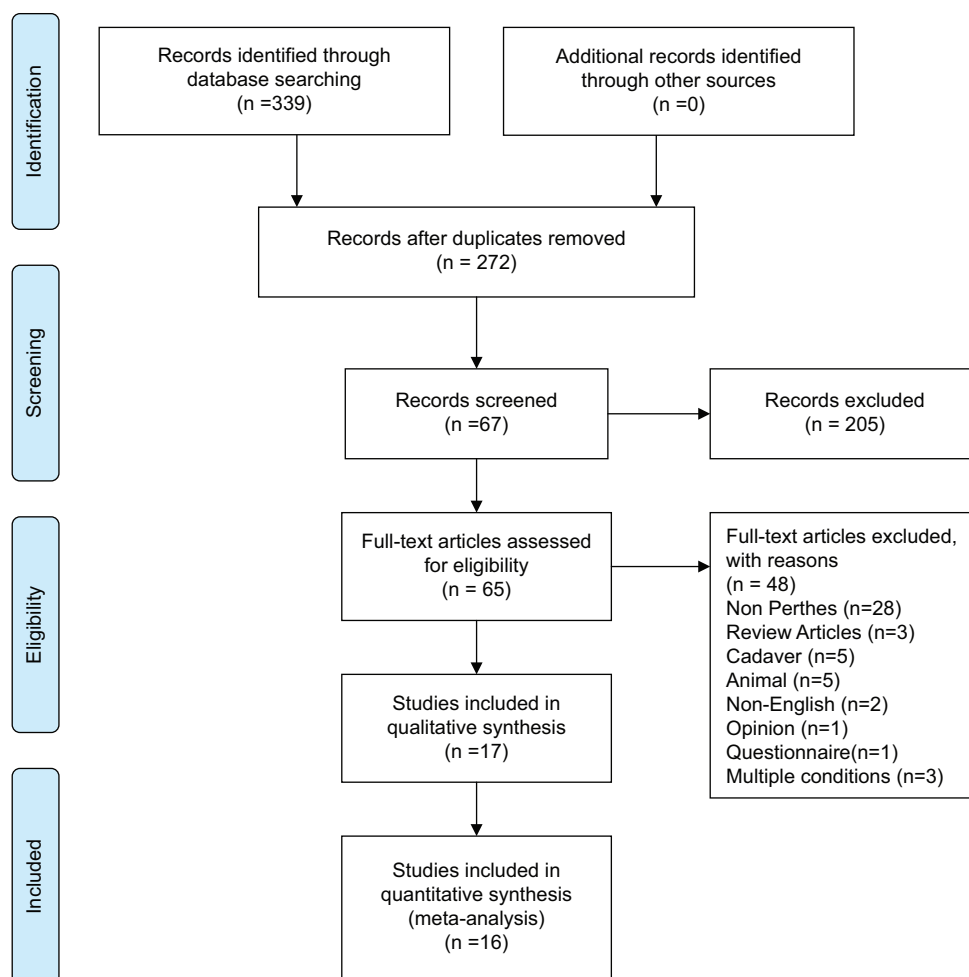 Identification
Records identified through
database searching
(n =339)
Additional records identified
through other sources
(n =0)
Records after duplicates removed
(n = 272)
Screening
Records screened
(n =67)
Records excluded
(n = 205)
Eligibility
Full-text articles assessed
for eligibility
(n = 65)
Full-text articles excluded,
with reasons
(n = 48)
Non Perthes (n=28)
Review Articles (n=3)
Cadaver (n=5)
Animal (n=5)
Non-English (n=2)
Opinion (n=1)
Questionnaire(n=1)
Multiple conditions (n=3)
Studies included in
qualitative synthesis
(n =17)
Included
Studies included in
quantitative synthesis
(meta-analysis)
(n =16)